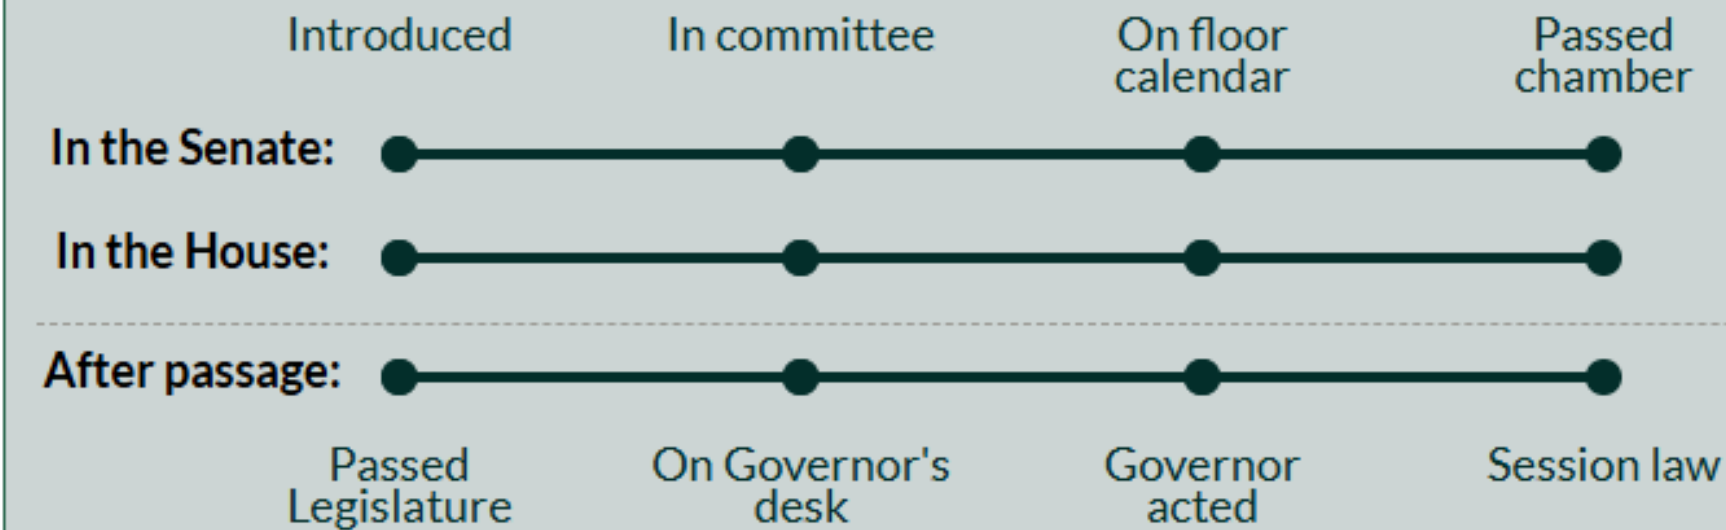 Introduced In committee On floor Passed
calendar chamber
In the Senate:
In the House:
After passage:
Passed On Governor's Governor Session law
Legislature desk acted